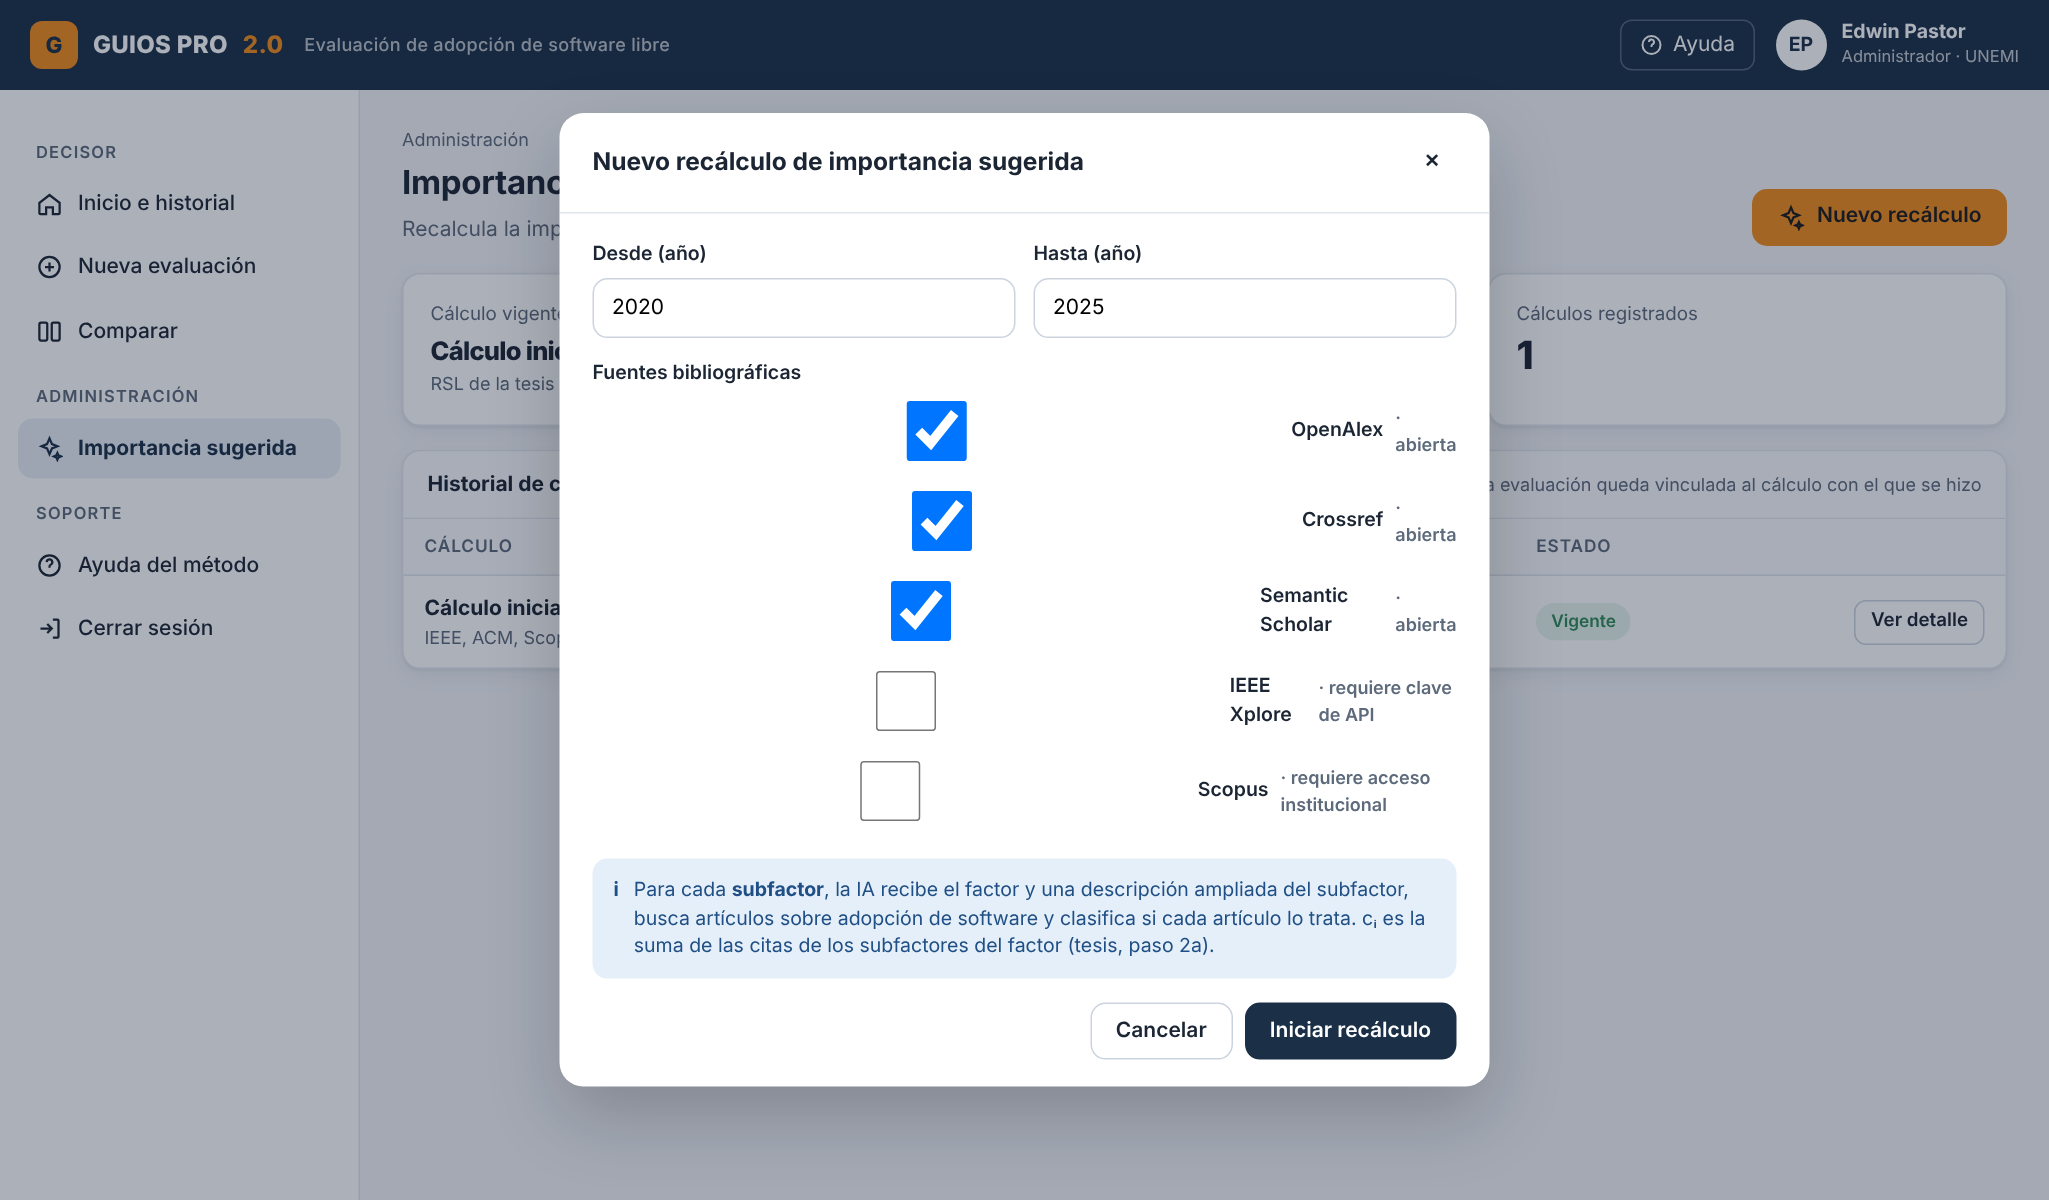 G GUIOS PRO 2.0 Evaluación de adopción de software libre
Ayuda
EP
Edwin Pastor
Administrador · UNEMI
DECISOR
Inicio e historial
Nueva evaluación
Comparar
ADMINISTRACIÓN
Importancia sugerida
SOPORTE
Ayuda del método
Cerrar sesión
Administración
Recalcula la
Nuevo recálculo
Cálculo
RSL de la tesis
Cálculos registrados
1
Historial de
evaluación queda vinculada al cálculo con el que se hizo
CÁLCULO
ESTADO
Cálculo
IEEE, ACM,
Vigente
Ver detalle
Nuevo recálculo de importancia sugerida
×
Desde (año)
Hasta (año)
2020
2025
Fuentes bibliográficas
OpenAlex
· abierta
Crossref
· abierta
Semantic
Scholar
· abierta
IEEE
Xplore
· requiere clave
de API
Scopus
· requiere acceso
institucional
i Para cada subfactor, la IA recibe el factor y una descripción ampliada del subfactor,
busca artículos sobre adopción de software y clasifica si cada artículo lo trata. cᵢ es la
suma de las citas de los subfactores del factor (tesis, paso 2a).
Cancelar
Iniciar recálculo